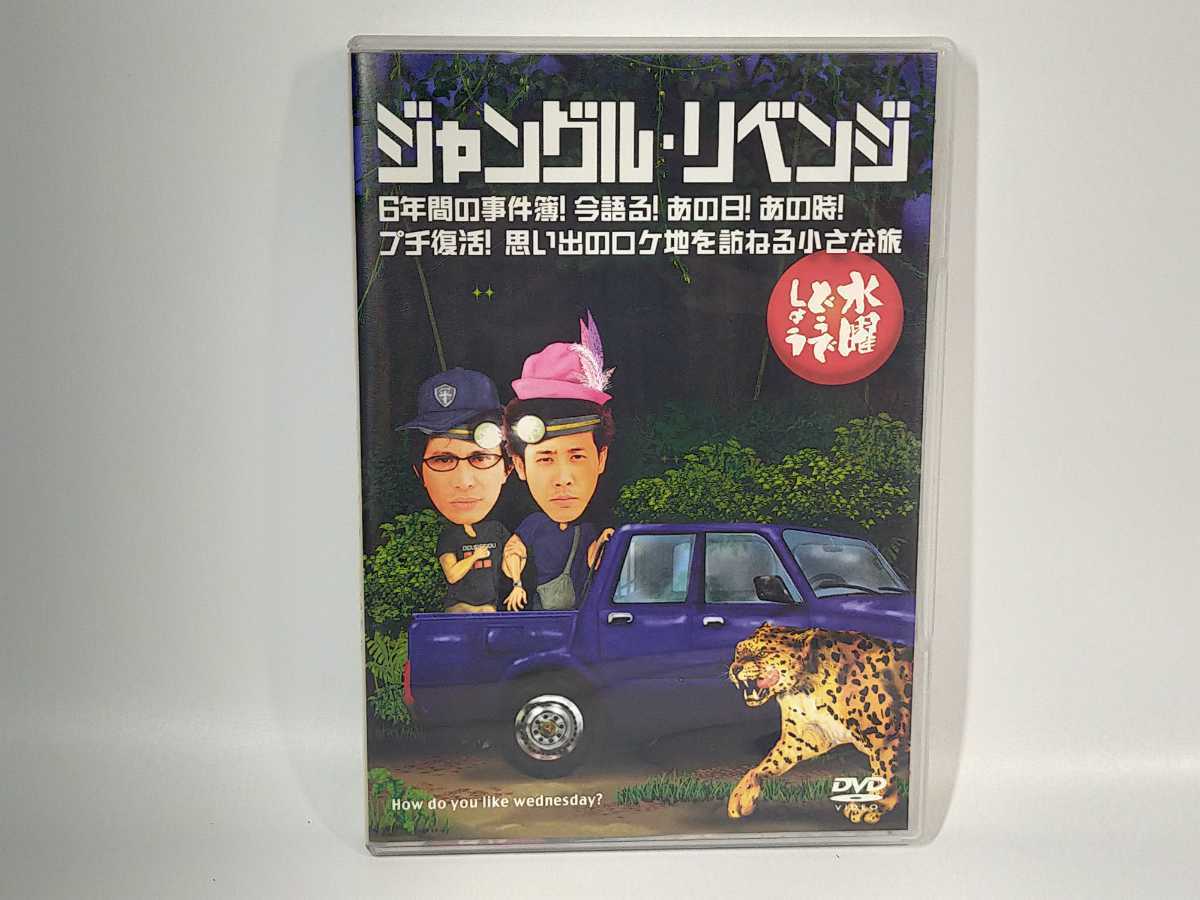 ジャングル・リベンジ
6年間の事件簿!今語る!あの日!あの時!
プチ復活! 思い出のロケ地を訪ねる小さな旅
水曜
どうで
しょう
How do you like wednesday?
DVD
VIDEO